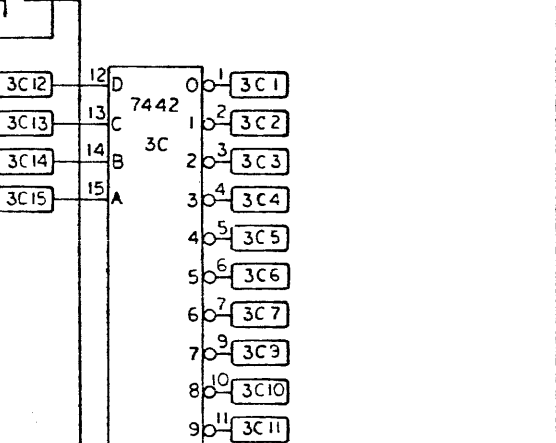 3C12 12 D 0 1 3C1
7442
3C13 13 C 1 2 3C2
3C
3C14 14 B 2 3 3C3
3C15 15 A 3 4 3C4
4 5 3C5
5 6 3C6
6 7 3C7
7 9 3C9
8 10 3C10
9 11 3C11